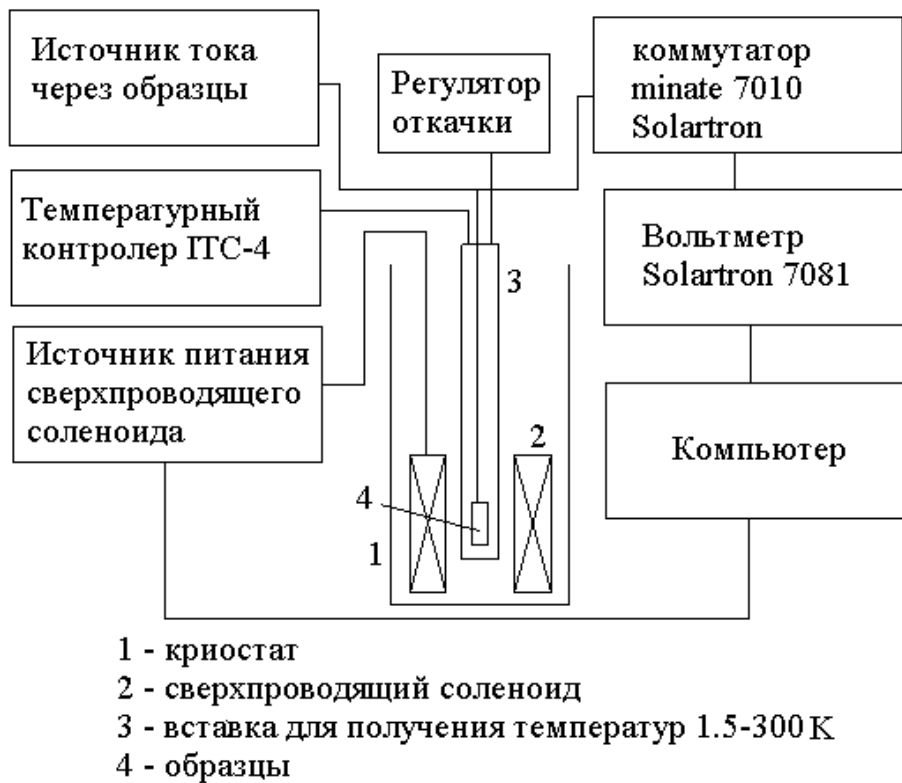 Источник тока
через образцы
Регулятор
откачки
коммутатор
minate 7010
Solartron
Температурный
контролер ITC-4
Вольтметр
Solartron 7081
3
Источник питания
сверхпроводящего
соленоида
2
Компьютер
4
1
1 - криостат
2 - сверхпроводящий соленоид
3 - вставка для получения температур 1.5-300 K
4 - образцы